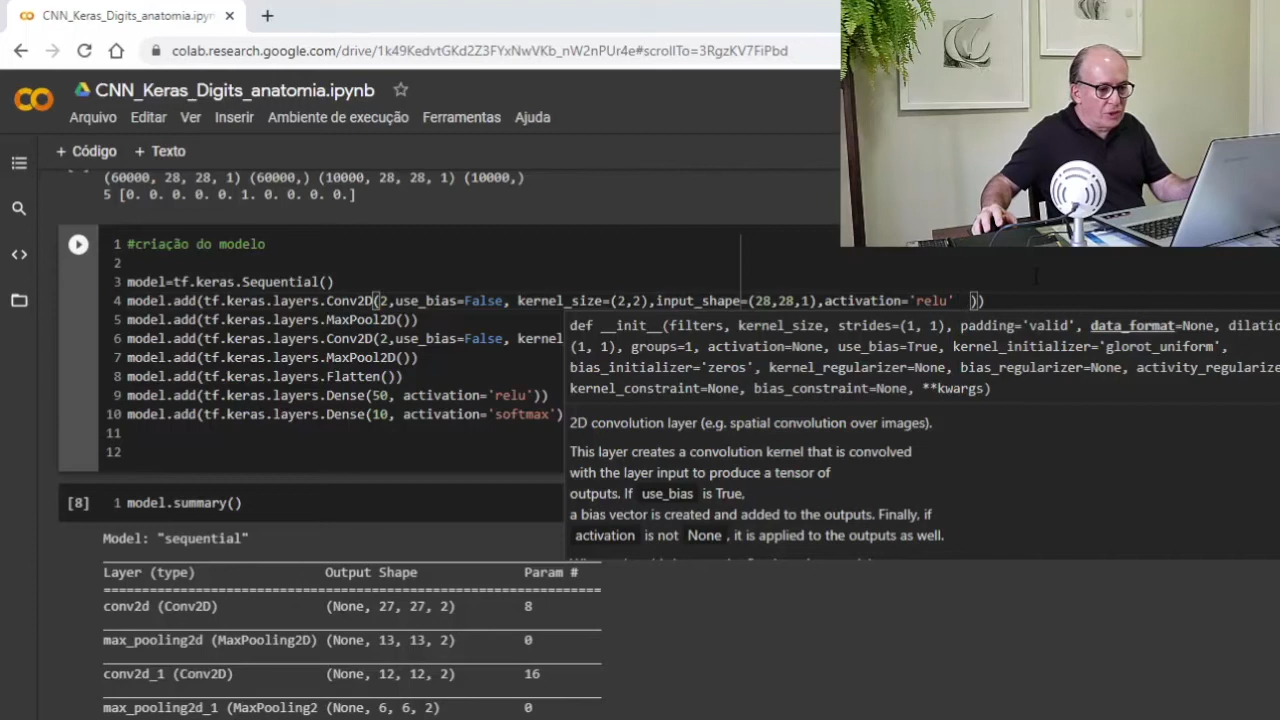 CNN_Keras_Digits_anatomia.ipyn
colab.research.google.com/drive/1k49KedvtGKd2Z3FYxNwVKb_nW2nPUr4e#scrollTo=3RgzKV7FiPbd
CNN_Keras_Digits_anatomia.ipynb
Arquivo Editar Ver Inserir Ambiente de execução Ferramentas Ajuda
+ Código + Texto
(60000, 28, 28, 1) (60000,) (10000, 28, 28, 1) (10000,)
5 [0. 0. 0. 0. 0. 1. 0. 0. 0. 0.]
1 #criação do modelo
2
3 model=tf.keras.Sequential()
4 model.add(tf.keras.layers.Conv2D(2,use_bias=False, kernel_size=(2,2),input_shape=(28,28,1),activation='relu' ))
5 model.add(tf.keras.layers.MaxPool2D())
6 model.add(tf.keras.layers.Conv2D(2,use_bias=False, kernel
7 model.add(tf.keras.layers.MaxPool2D())
8 model.add(tf.keras.layers.Flatten())
9 model.add(tf.keras.layers.Dense(50, activation='relu'))
10 model.add(tf.keras.layers.Dense(10, activation='softmax')
11
12
def __init__(filters, kernel_size, strides=(1, 1), padding='valid', data_format=None, dilatio
(1, 1), groups=1, activation=None, use_bias=True, kernel_initializer='glorot_uniform',
bias_initializer='zeros', kernel_regularizer=None, bias_regularizer=None, activity_regularize
kernel_constraint=None, bias_constraint=None, **kwargs)
2D convolution layer (e.g. spatial convolution over images).
This layer creates a convolution kernel that is convolved
with the layer input to produce a tensor of
outputs. If use_bias is True,
a bias vector is created and added to the outputs. Finally, if
activation is not None , it is applied to the outputs as well.
[8] 1 model.summary()
Model: "sequential"
Layer (type) Output Shape Param #
conv2d (Conv2D) (None, 27, 27, 2) 8
max_pooling2d (MaxPooling2D) (None, 13, 13, 2) 0
conv2d_1 (Conv2D) (None, 12, 12, 2) 16
max_pooling2d_1 (MaxPooling2 (None, 6, 6, 2) 0